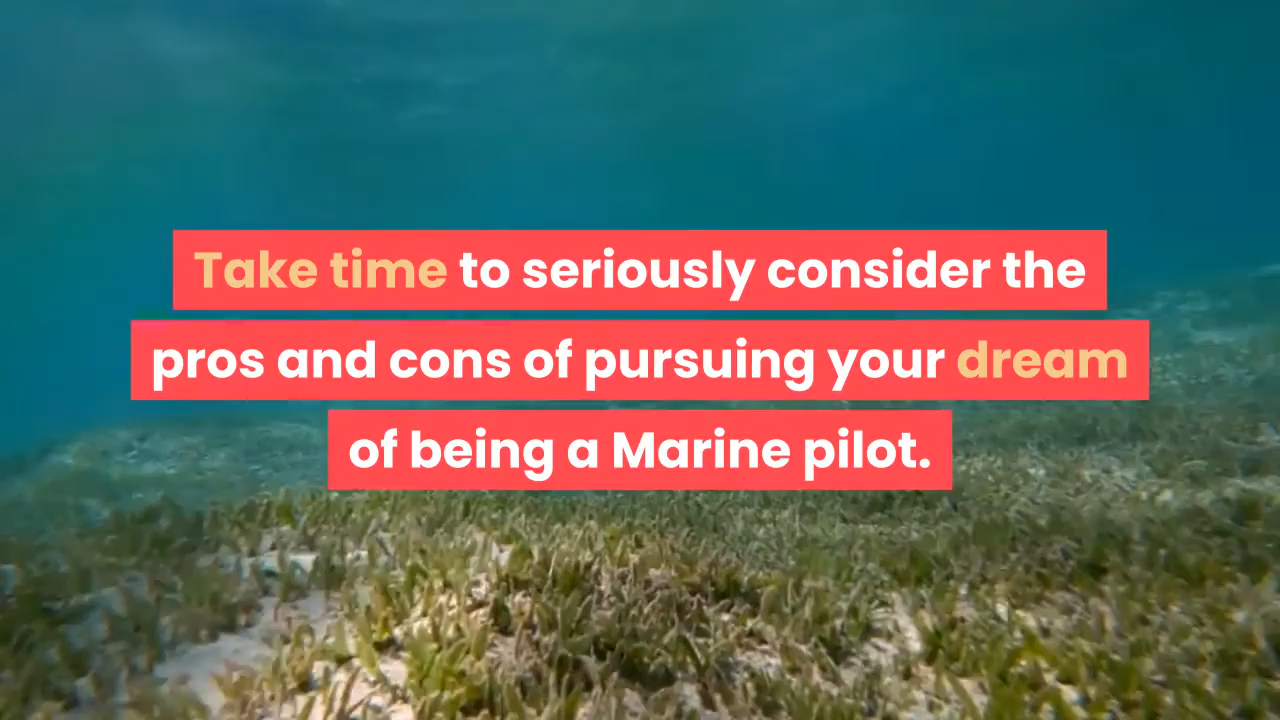 Take time to seriously consider the
pros and cons of pursuing your dream
of being a Marine pilot.